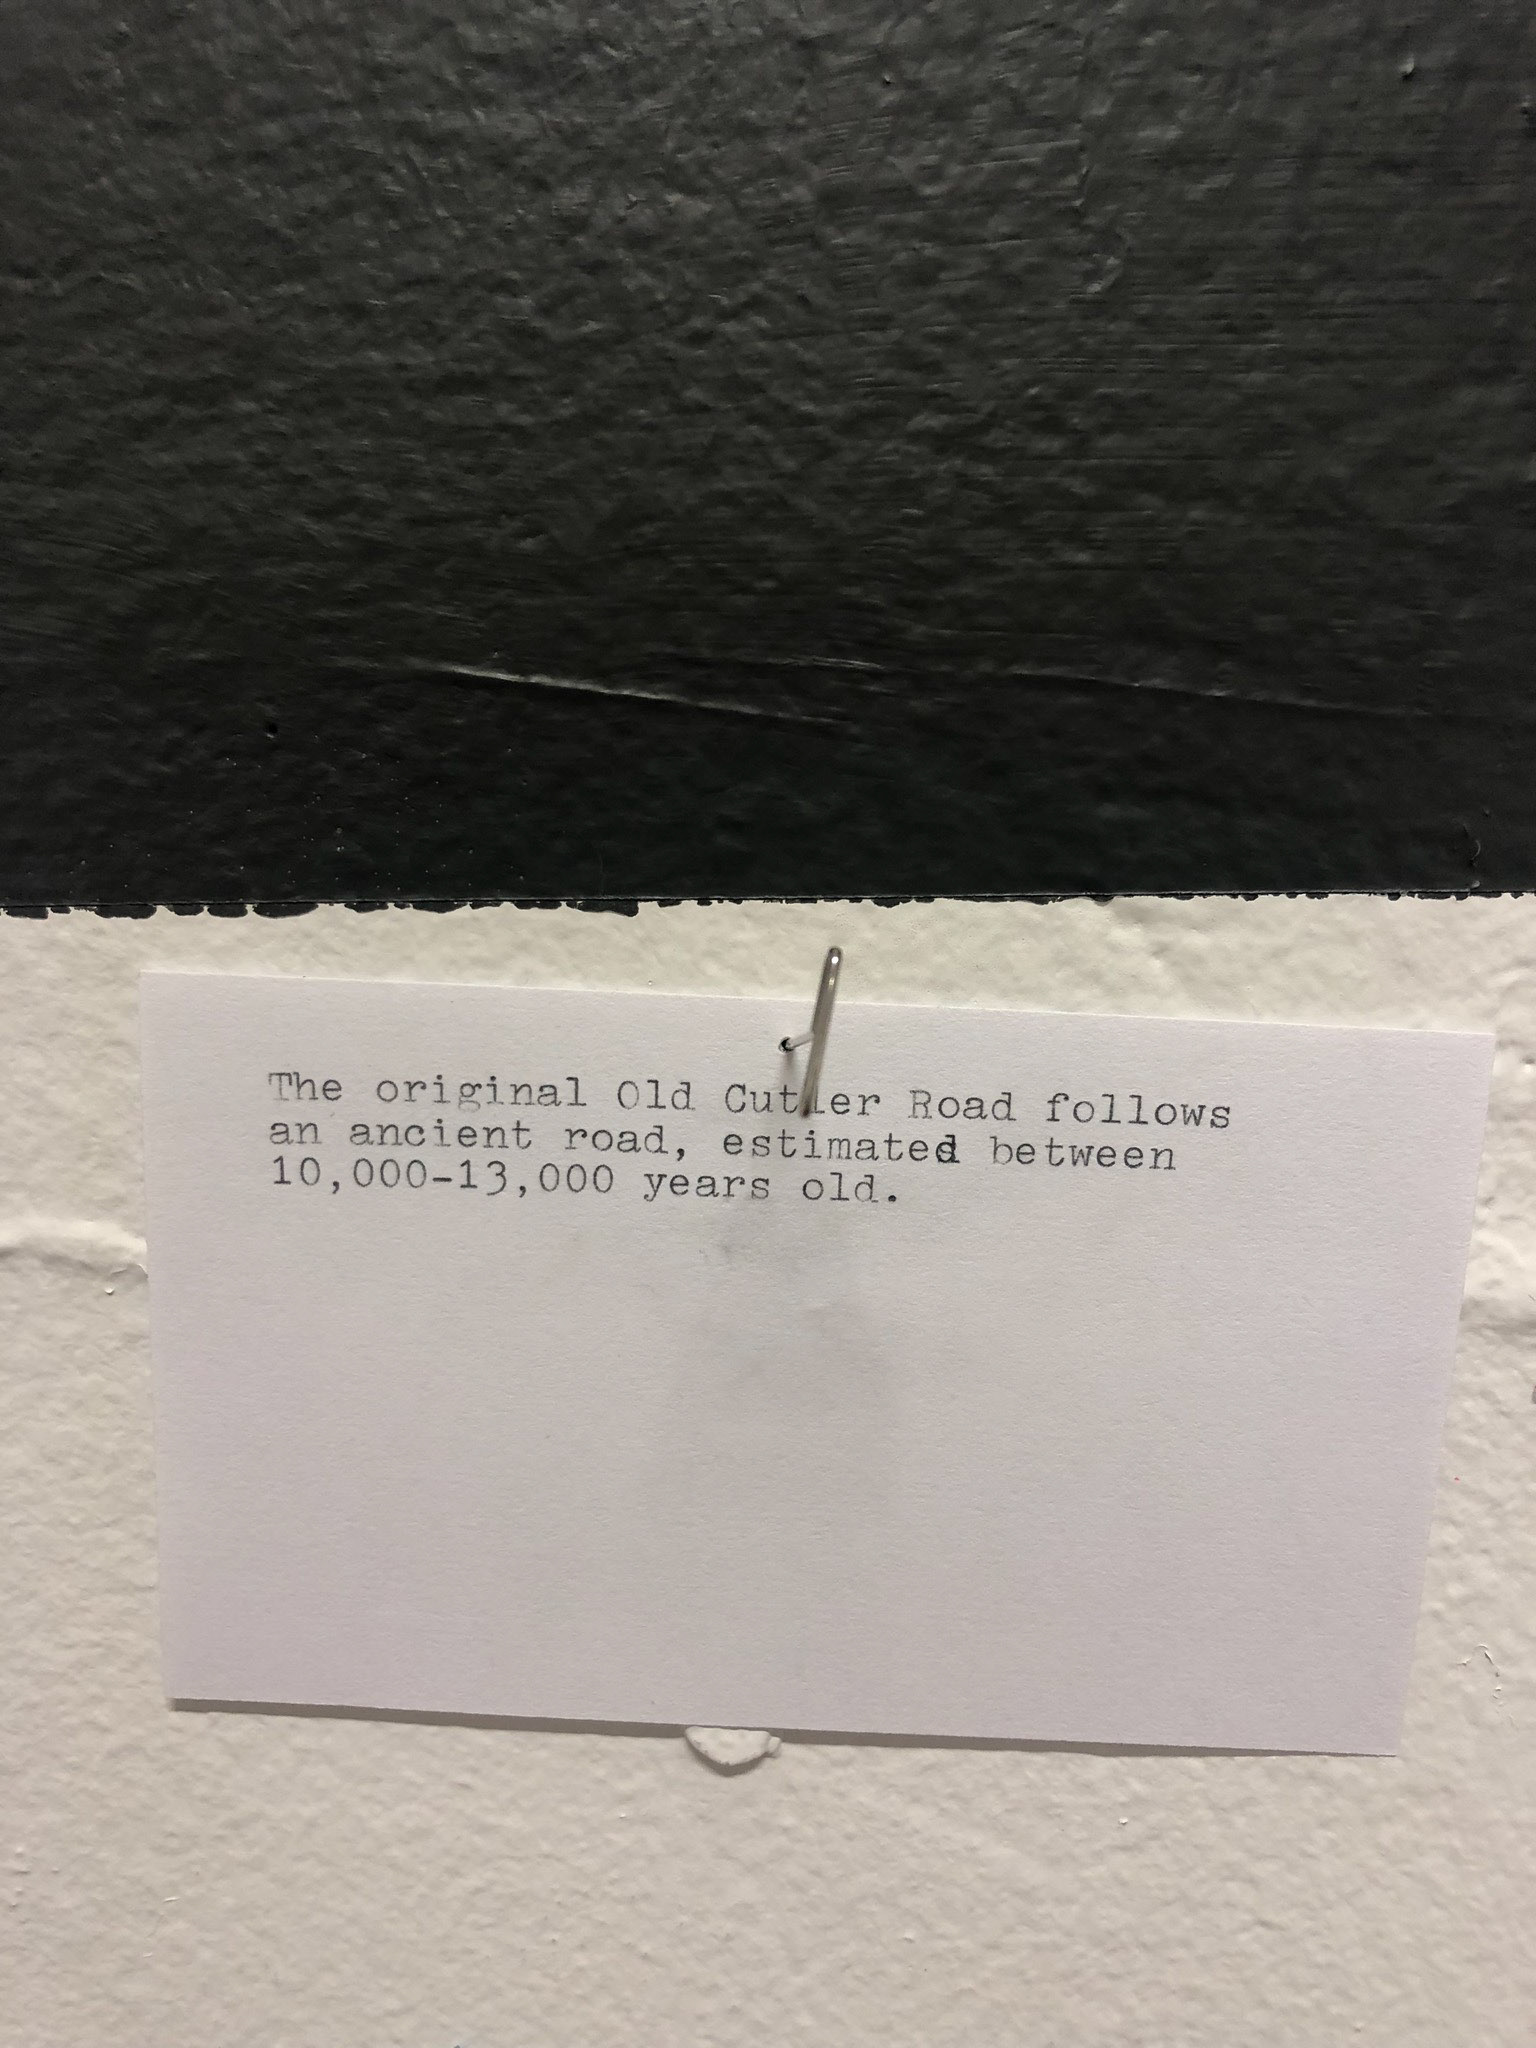 The original Old Cutler Road follows
an ancient road, estimated between
10,000-13,000 years old.